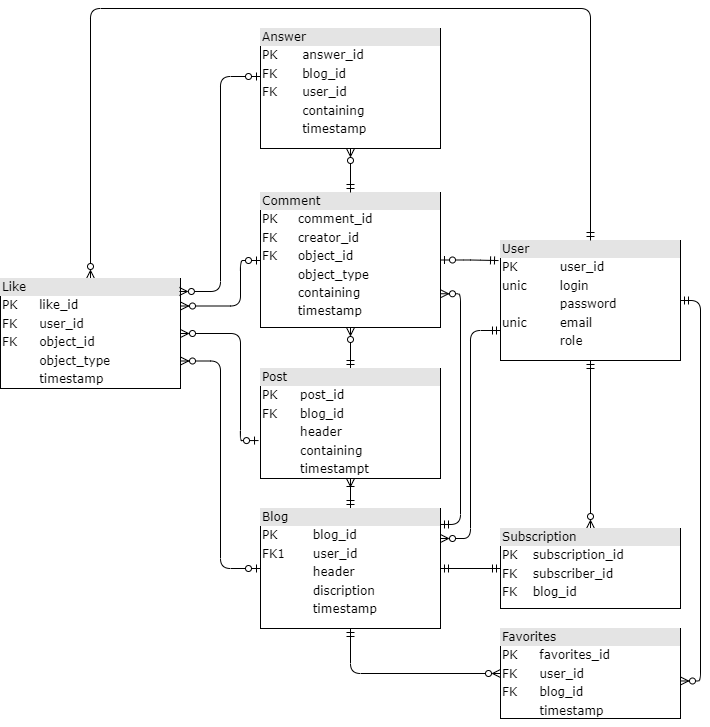 Answer
PK answer_id
FK blog_id
FK user_id
containing
timestamp
Comment
PK comment_id
FK creator_id
FK object_id
object_type
containing
timestamp
User
PK user_id
unic login
password
unic email
role
Like
PK like_id
FK user_id
FK object_id
object_type
timestamp
Post
PK post_id
FK blog_id
header
containing
timestampt
Blog
PK blog_id
FK1 user_id
header
discription
timestamp
Subscription
PK subscription_id
FK subscriber_id
FK blog_id
Favorites
PK favorites_id
FK user_id
FK blog_id
timestamp